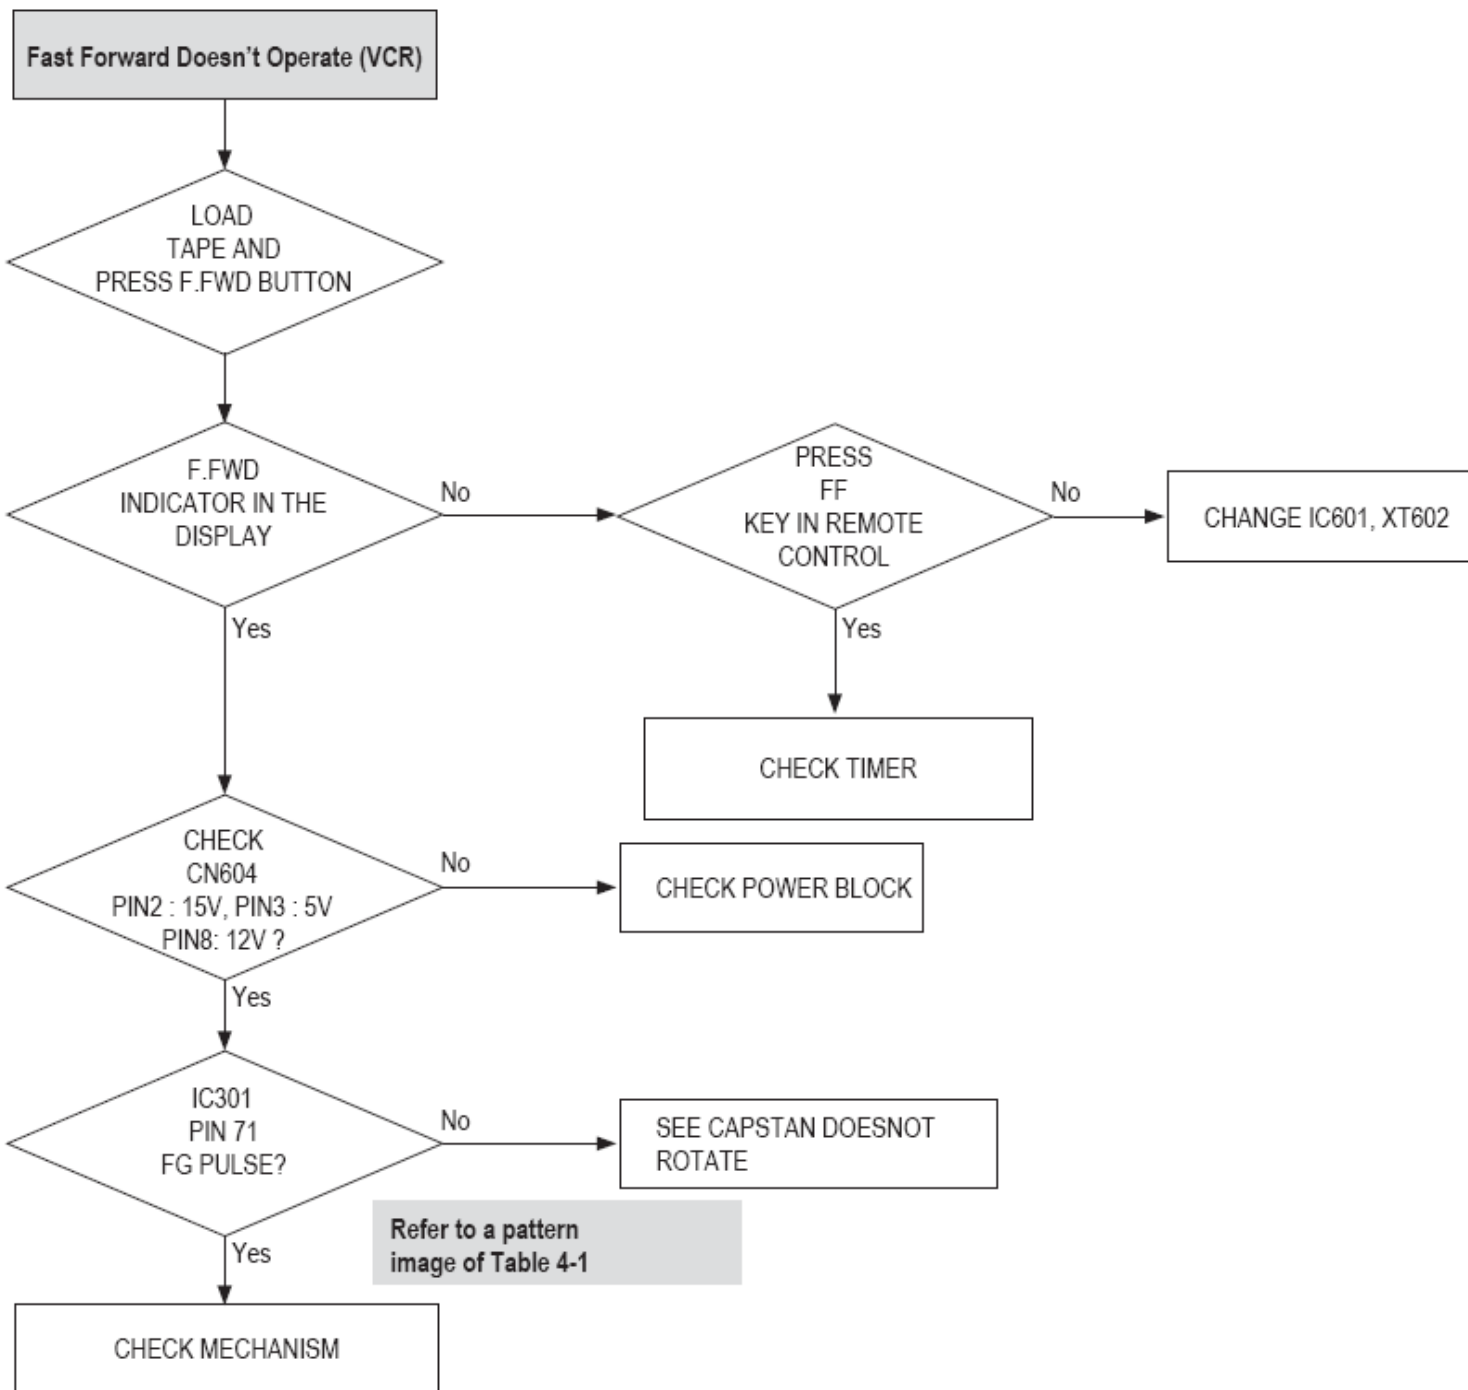 Fast Forward Doesn't Operate (VCR)
LOAD
TAPE AND
PRESS F.FWD BUTTON
F.FWD
INDICATOR IN THE
DISPLAY
No
PRESS
FF
KEY IN REMOTE
CONTROL
No
CHANGE IC601, XT602
Yes
Yes
CHECK TIMER
CHECK
CN604
PIN2 : 15V, PIN3 : 5V
PIN8: 12V ?
No
CHECK POWER BLOCK
Yes
IC301
PIN 71
FG PULSE?
No
SEE CAPSTAN DOESNOT
ROTATE
Refer to a pattern
image of Table 4-1
Yes
CHECK MECHANISM